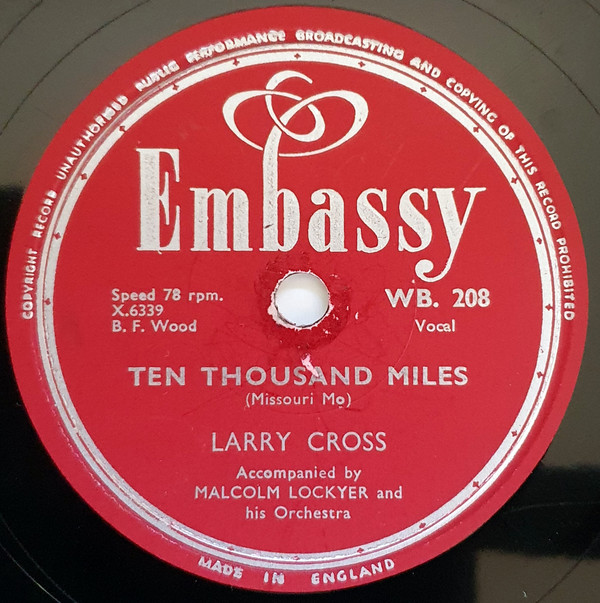 COPYRIGHT RECORD UNAUTHORISED PUBLIC PERFORMANCE BROADCASTING AND COPYING OF THIS RECORD PROHIBITED
Embassy
Speed 78 rpm.
X.6339
B. F. Wood
WB. 208
Vocal
TEN THOUSAND MILES
(Missouri Mo)
LARRY CROSS
Accompanied by
MALCOLM LOCKYER and
his Orchestra
MADE IN ENGLAND